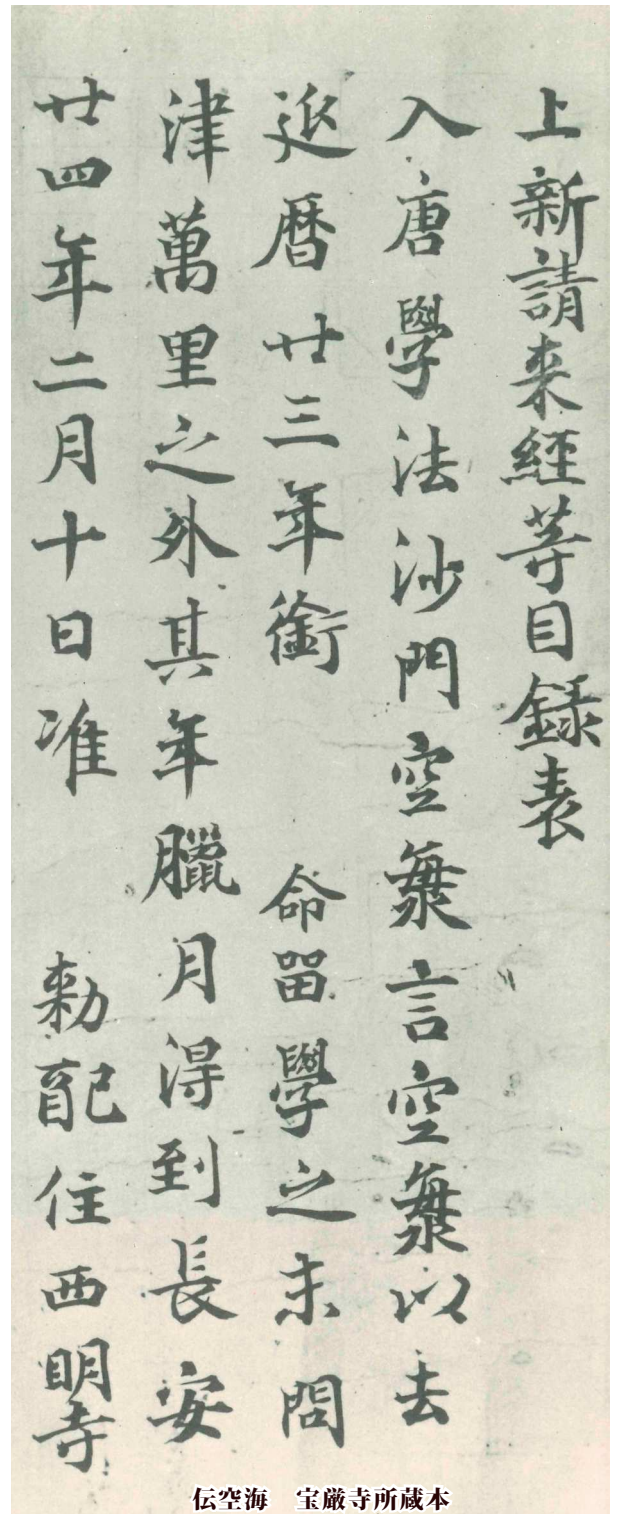 上新請来經等目録表
入唐學法沙門空海言空海以去
延暦廿三年銜　命留學之末問
津萬里之外其年臘月得到長安
廿四年二月十日准　勅配住西明寺
伝空海　宝厳寺所蔵本